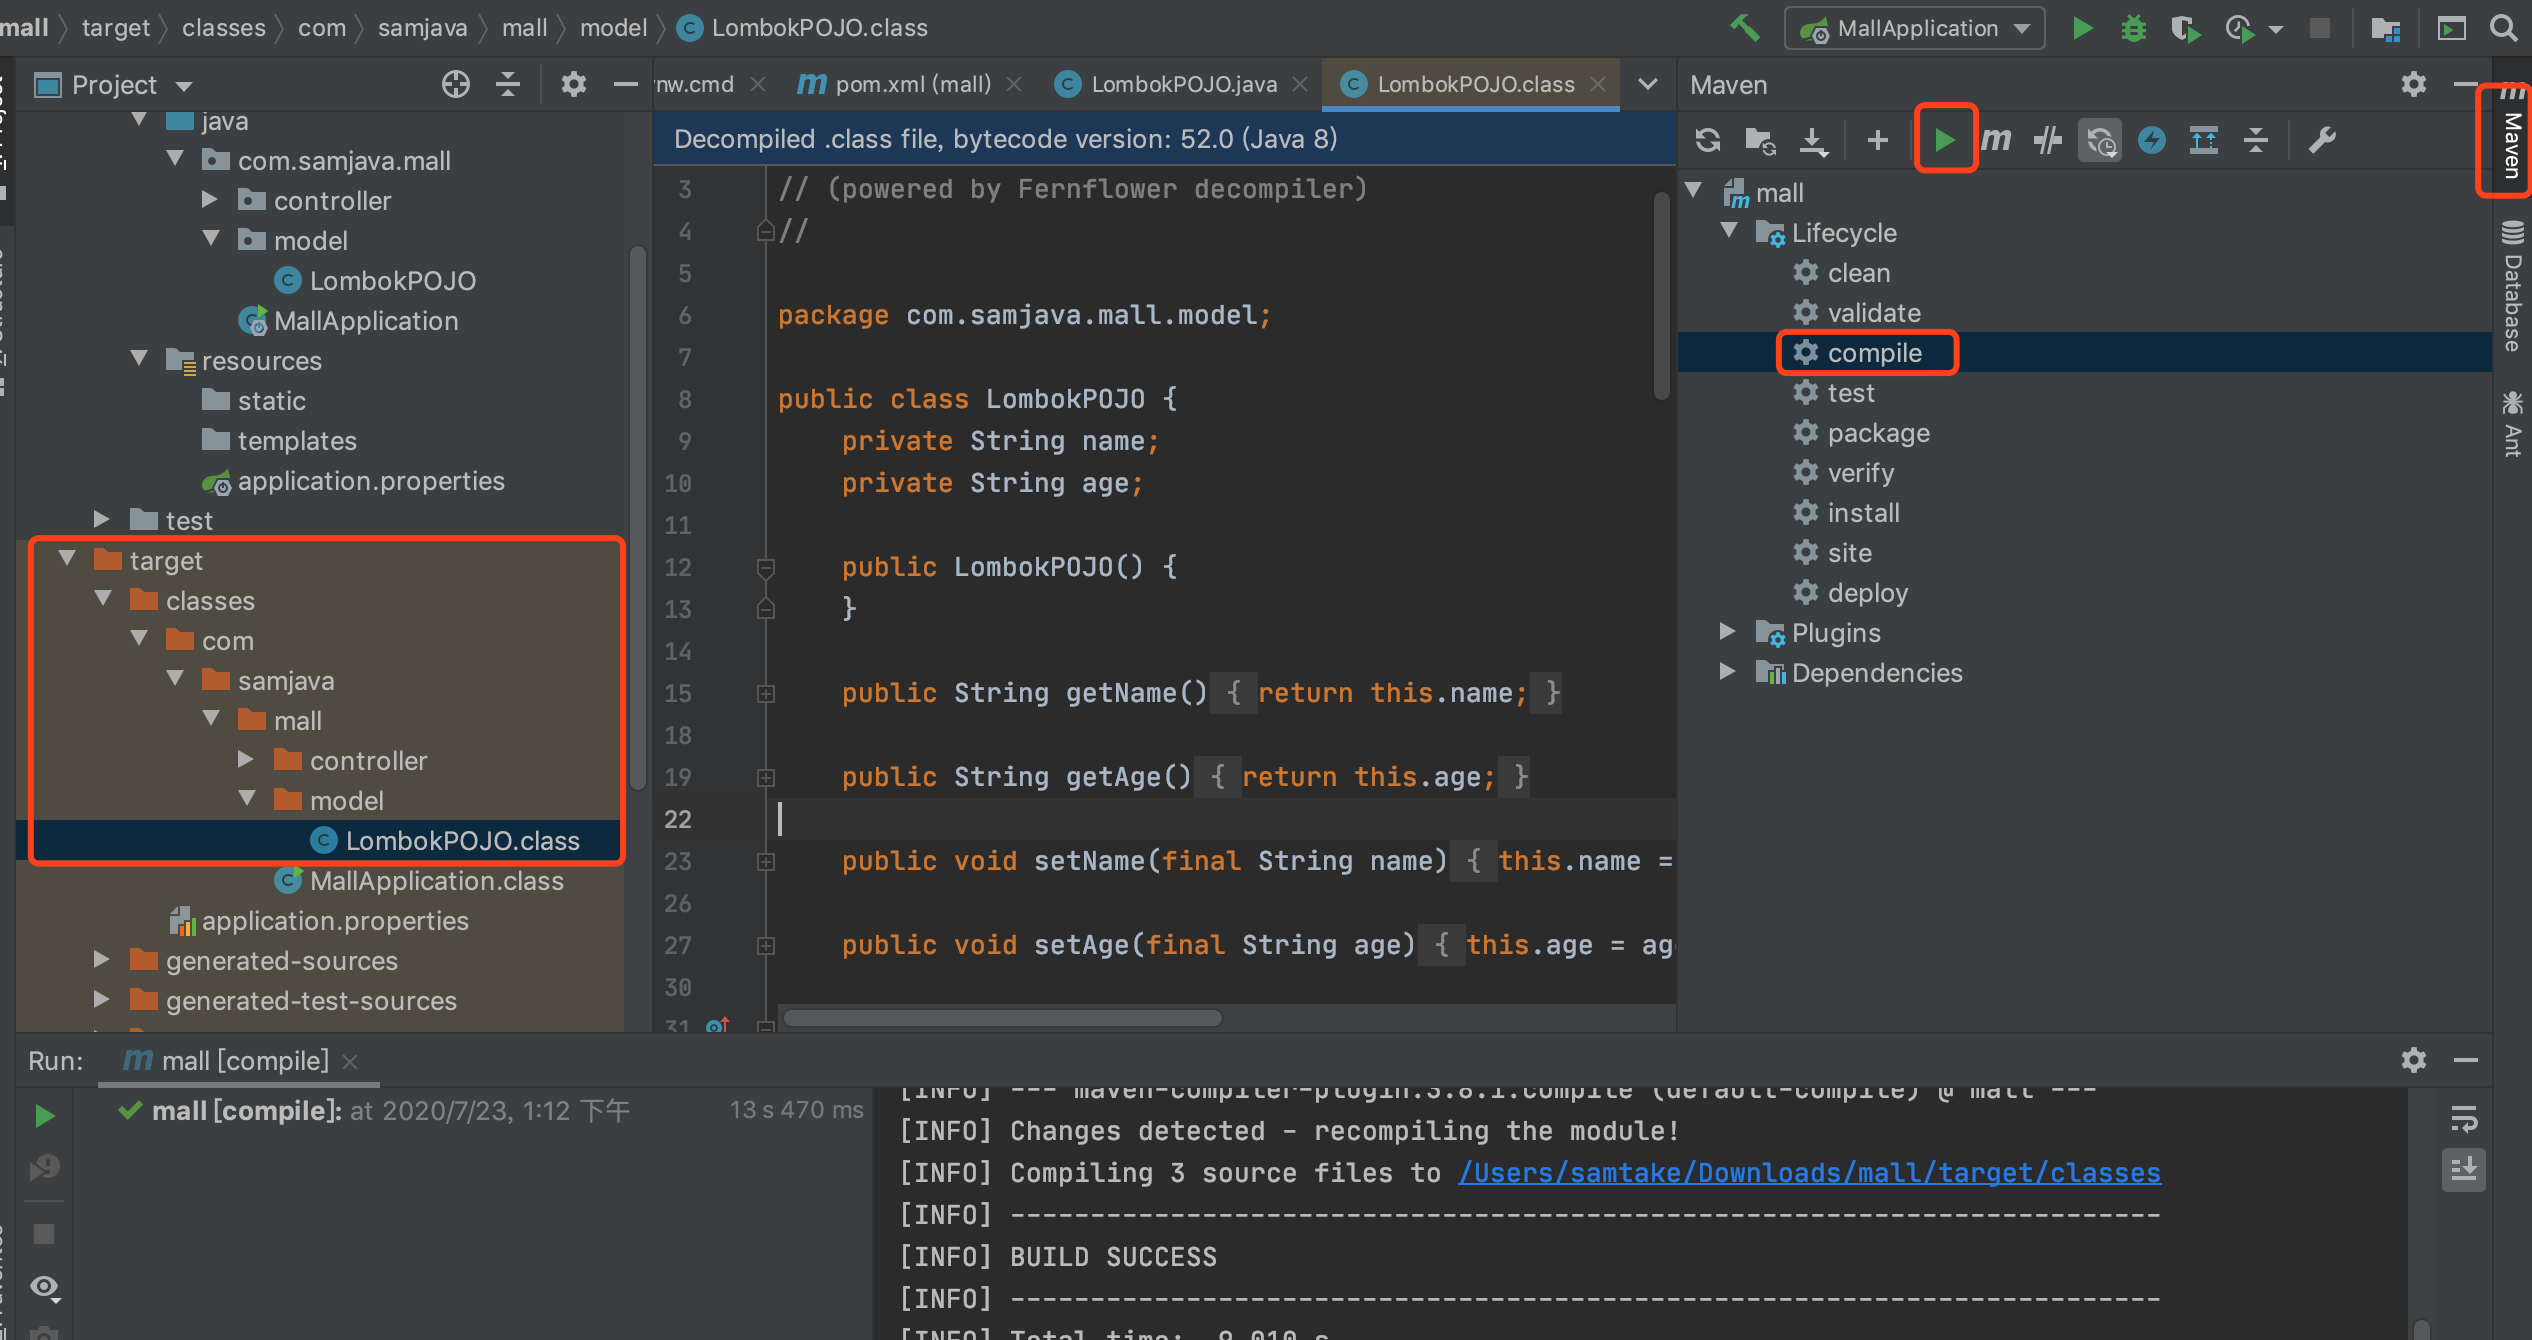 mall target classes com samjava mall model LombokPOJO.class
MallApplication
Project
nw.cmd pom.xml (mall) LombokPOJO.java LombokPOJO.class
java
com.samjava.mall
controller
model
LombokPOJO
MallApplication
resources
static
templates
application.properties
test
target
classes
com
samjava
mall
controller
model
LombokPOJO.class
MallApplication.class
application.properties
generated-sources
generated-test-sources
Decompiled .class file, bytecode version: 52.0 (Java 8)
3 // (powered by Fernflower decompiler)
4 //
5
6 package com.samjava.mall.model;
7
8 public class LombokPOJO {
9 private String name;
10 private String age;
11
12 public LombokPOJO() {
13 }
14
15 public String getName() { return this.name; }
18
19 public String getAge() { return this.age; }
22
23 public void setName(final String name) { this.name =
26
27 public void setAge(final String age) { this.age = ag
30
31
Maven
mall
Lifecycle
clean
validate
compile
test
package
verify
install
site
deploy
Plugins
Dependencies
Maven
Database
Ant
Run: mall [compile]
mall [compile]: at 2020/7/23, 1:12 下午 13 s 470 ms
[INFO] --- maven-compiler-plugin:3.8.1:compile (default-compile) @ mall ---
[INFO] Changes detected - recompiling the module!
[INFO] Compiling 3 source files to /Users/samtake/Downloads/mall/target/classes
[INFO] ------------------------------------------------------------------------
[INFO] BUILD SUCCESS
[INFO] ------------------------------------------------------------------------
[INFO] Total time: 9.010 s